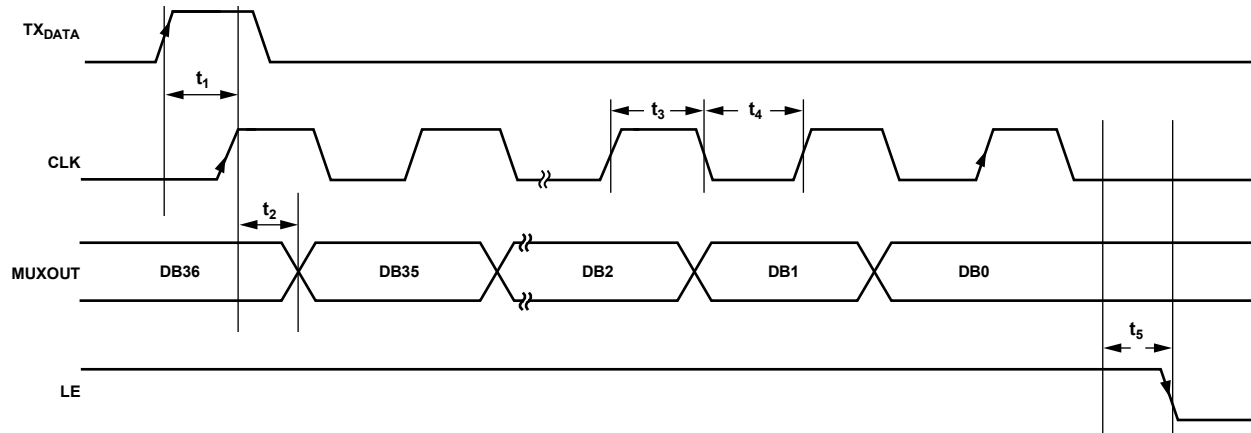 TXDATA
t1
t3
t4
CLK
t2
MUXOUT
DB36
DB35
DB2
DB1
DB0
t5
LE